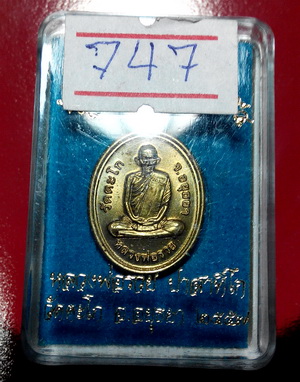 747
วัดตะโก จ.อยุธยา
หลวงพ่อรวย
หลวงพ่อรวย ปาสาทิโก
วัดตะโก จ.อยุธยา